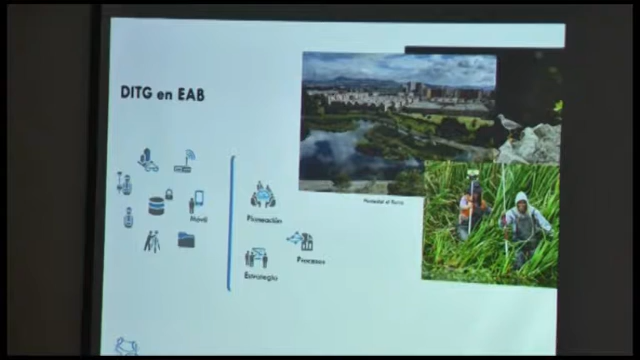 DITG en EAB
Móvil
Planeación
Procesos
Estrategia